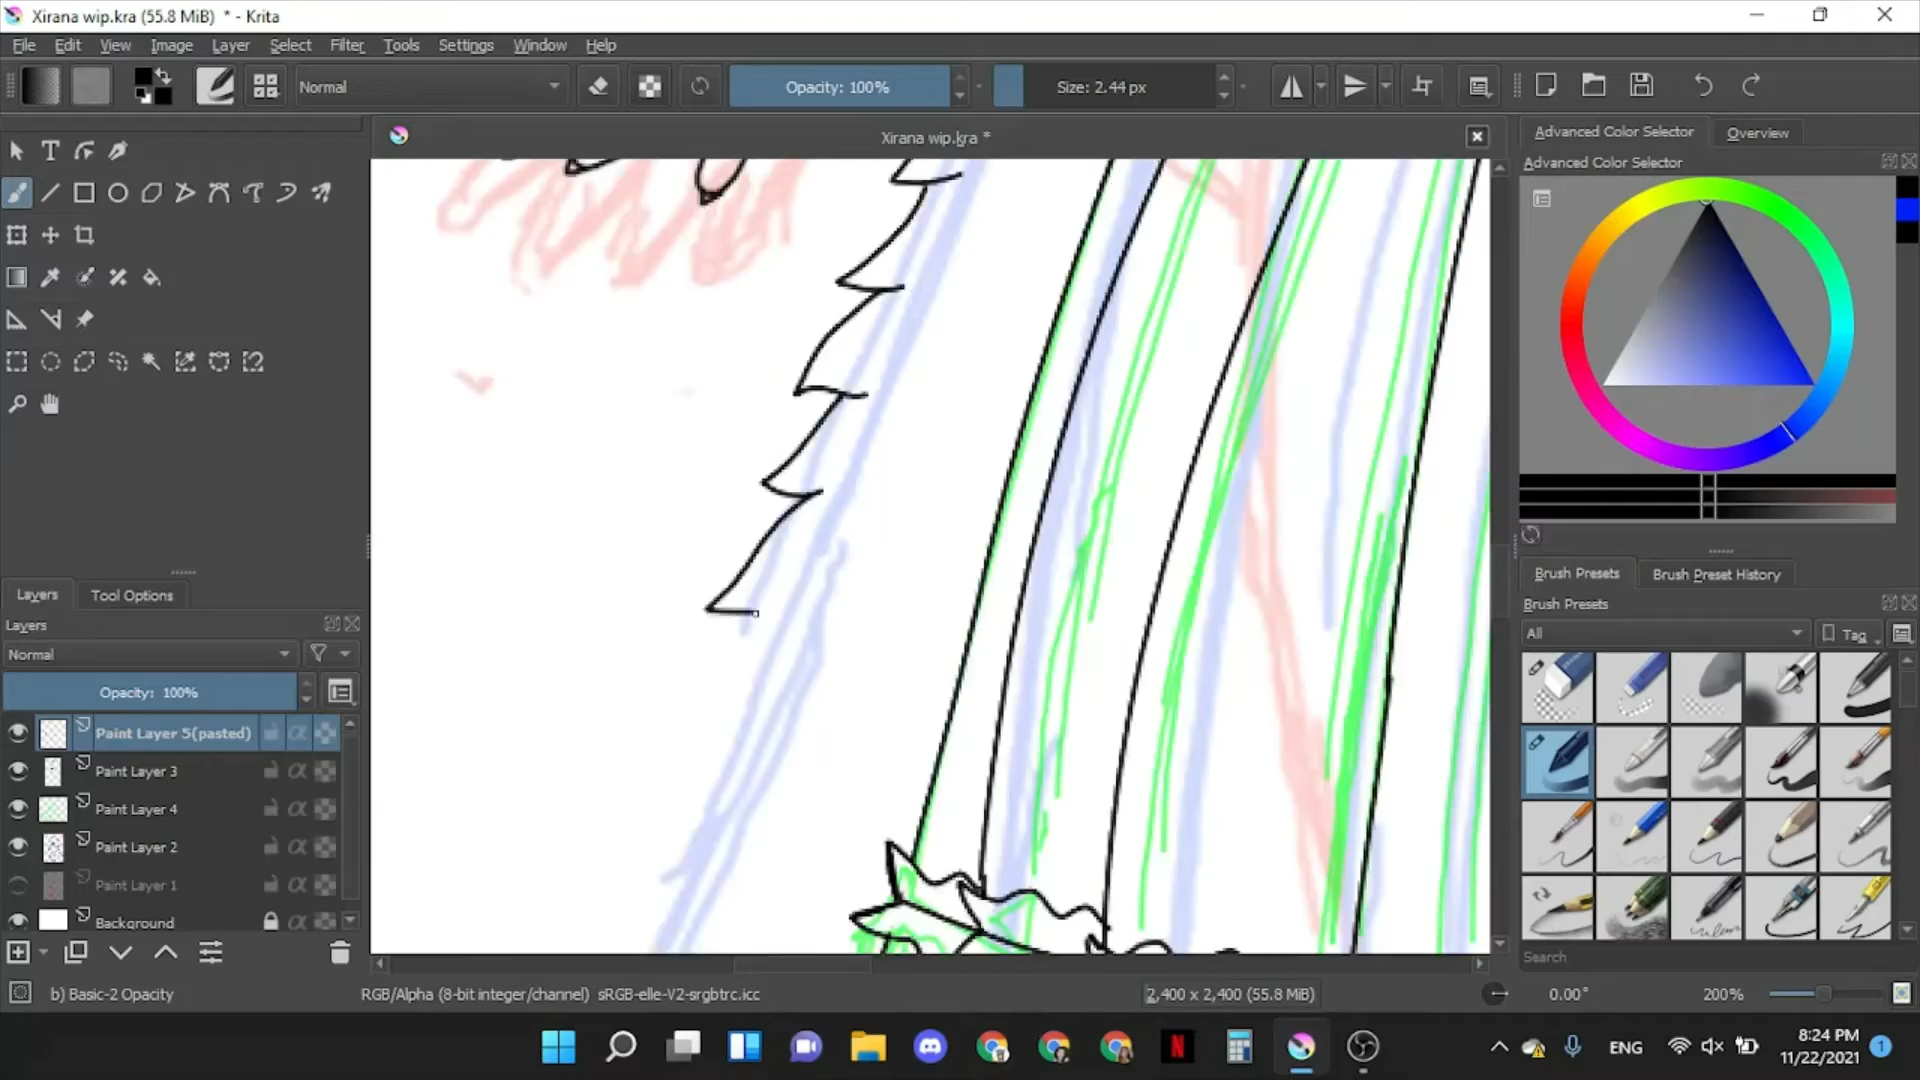 Xirana wip.kra (55.8 MiB) * - Krita
File Edit View Image Layer Select Filter Tools Settings Window Help
Normal
Opacity: 100%
Size: 2.44 px
Xirana wip.kra *
Advanced Color Selector
Overview
Advanced Color Selector
Brush Presets
Brush Preset History
Brush Presets
All
Tag
Layers
Tool Options
Layers
Normal
Opacity: 100%
Paint Layer 5(pasted)
Paint Layer 3
Paint Layer 4
Paint Layer 2
Paint Layer 1
Background
Search
b) Basic-2 Opacity
RGB/Alpha (8-bit integer/channel) sRGB-elle-V2-srgbtrc.icc
2,400 x 2,400 (55.8 MiB)
0.00°
200%
ENG
8:24 PM
11/22/2021
1